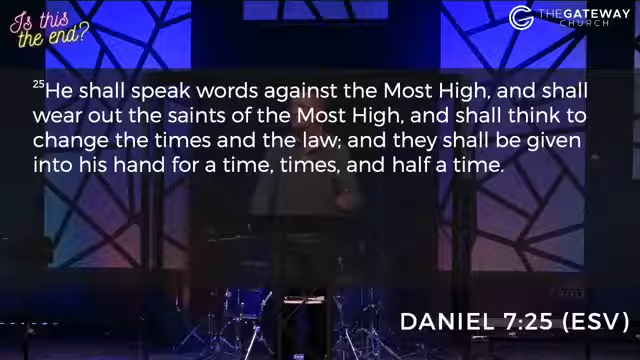 Is this
the end?
THEGATEWAY
CHURCH
25He shall speak words against the Most High, and shall
wear out the saints of the Most High, and shall think to
change the times and the law; and they shall be given
into his hand for a time, times, and half a time.
DANIEL 7:25 (ESV)